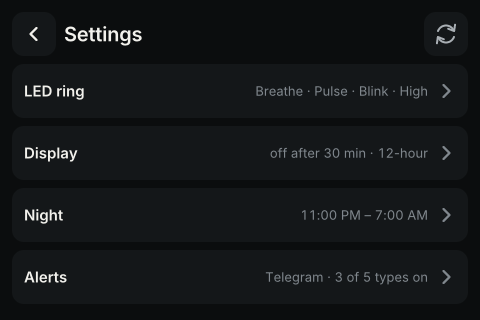 Settings
LED ring
Breathe · Pulse · Blink · High
Display
off after 30 min · 12-hour
Night
11:00 PM – 7:00 AM
Alerts
Telegram · 3 of 5 types on